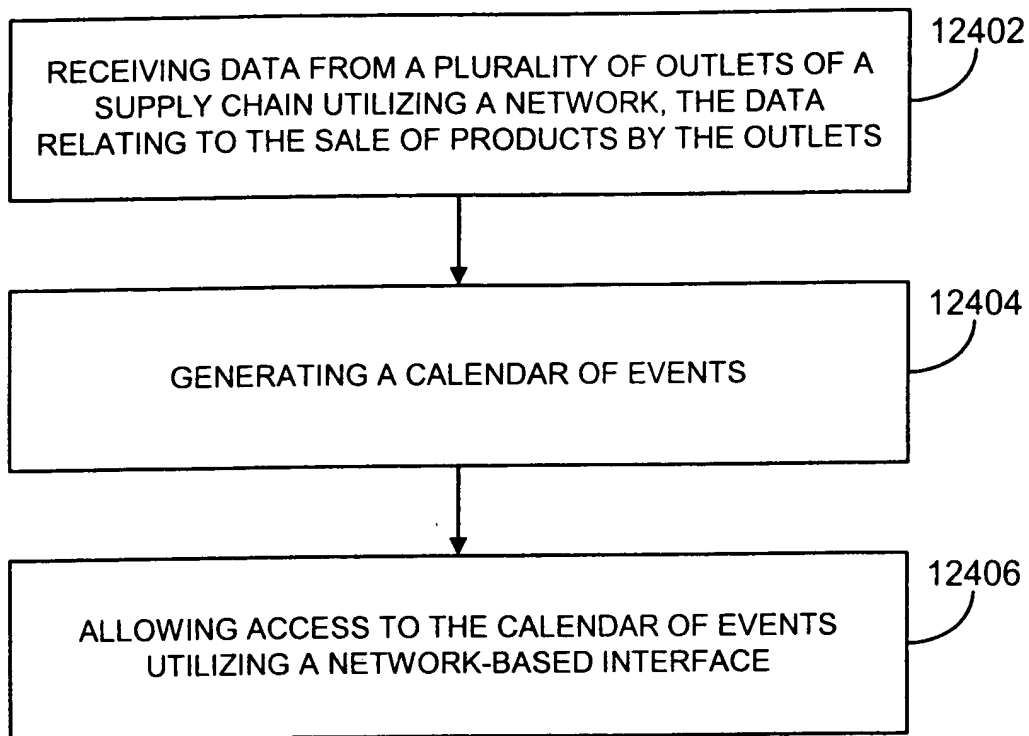 12402
RECEIVING DATA FROM A PLURALITY OF OUTLETS OF A
SUPPLY CHAIN UTILIZING A NETWORK, THE DATA
RELATING TO THE SALE OF PRODUCTS BY THE OUTLETS
12404
GENERATING A CALENDAR OF EVENTS
12406
ALLOWING ACCESS TO THE CALENDAR OF EVENTS
UTILIZING A NETWORK-BASED INTERFACE